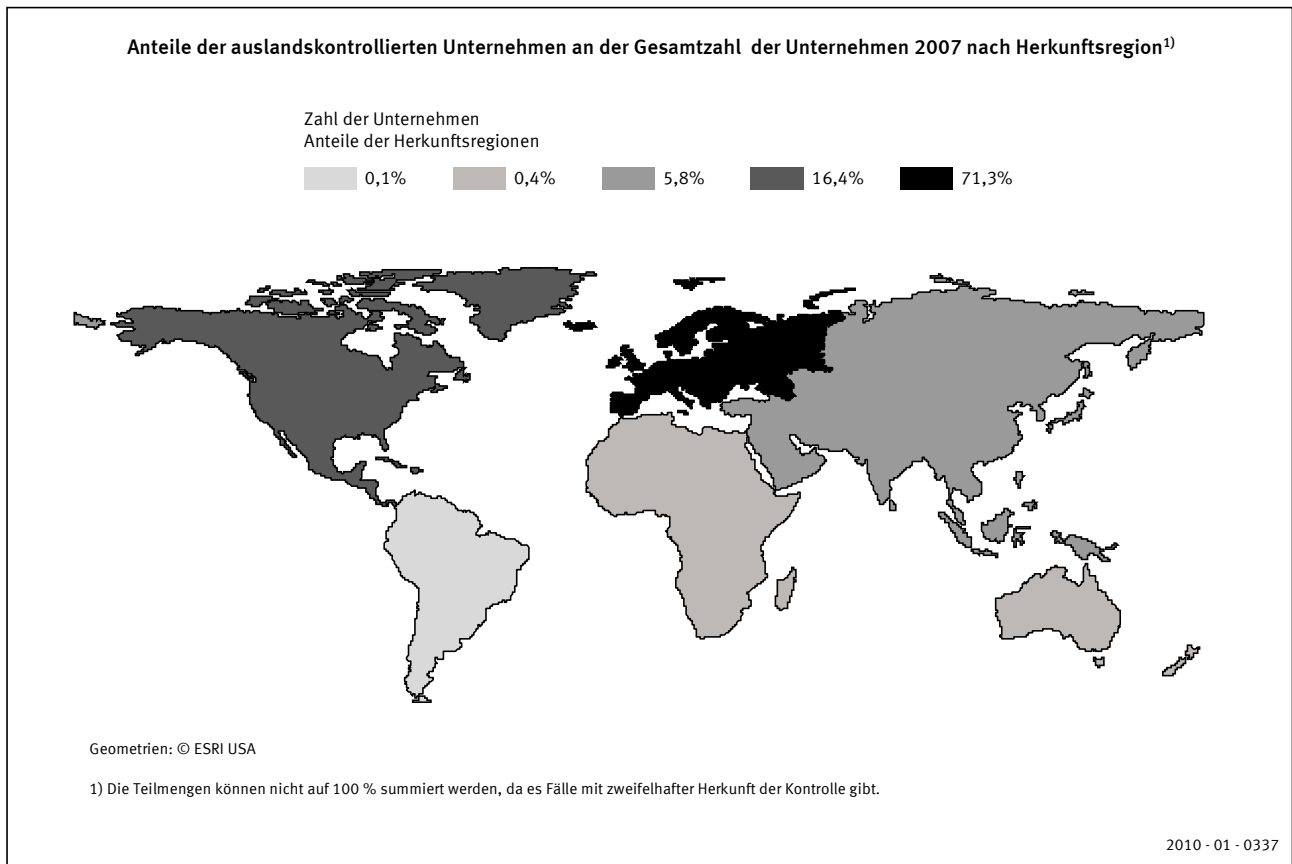 Anteile der auslandskontrollierten Unternehmen an der Gesamtzahl der Unternehmen 2007 nach Herkunftsregion1)
Zahl der Unternehmen
Anteile der Herkunftsregionen
0,1% 0,4% 5,8% 16,4% 71,3%
Geometrien: © ESRI USA
1) Die Teilmengen können nicht auf 100 % summiert werden, da es Fälle mit zweifelhafter Herkunft der Kontrolle gibt.
2010 - 01 - 0337